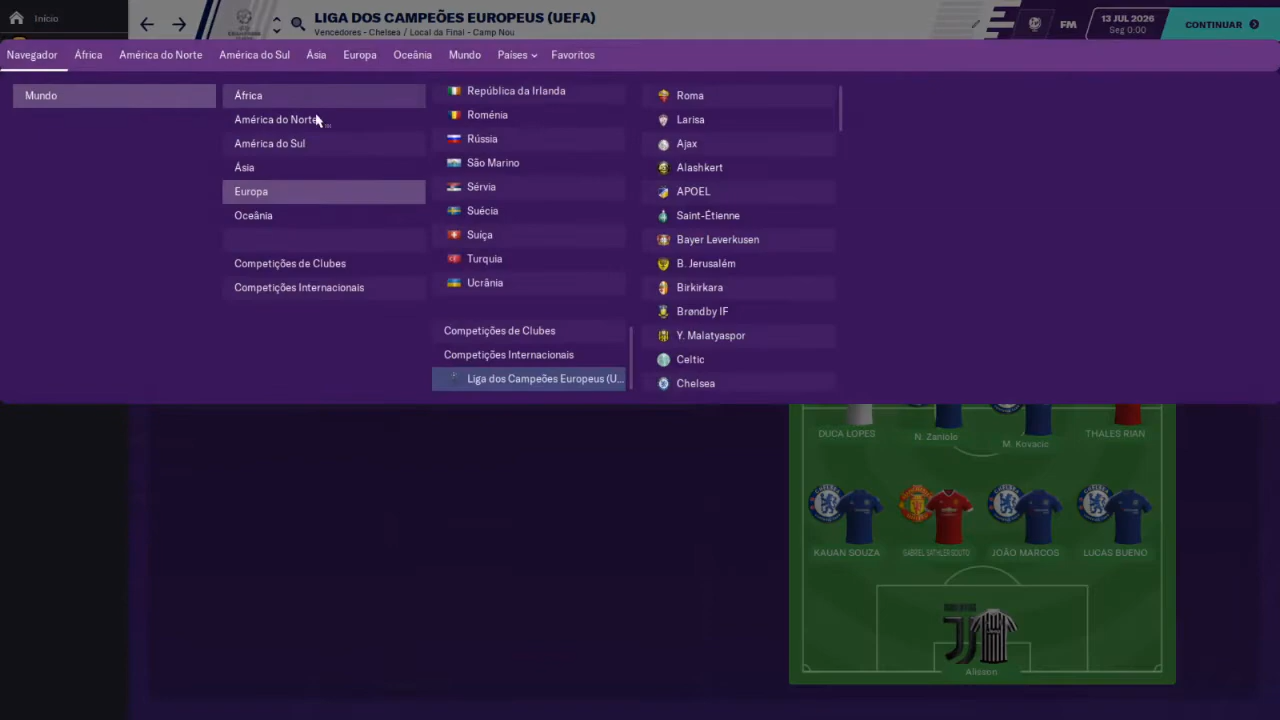 Início
LIGA DOS CAMPEÕES EUROPEUS (UEFA)
Vencedores - Chelsea / Local da Final - Camp Nou
FM
13 JUL 2026
Seg 0:00
CONTINUAR
Navegador
África
América do Norte
América do Sul
Ásia
Europa
Oceânia
Mundo
Países
Favoritos
Mundo
África
América do Norte
América do Sul
Ásia
Europa
Oceânia
Competições de Clubes
Competições Internacionais
República da Irlanda
Roménia
Rússia
São Marino
Sérvia
Suécia
Suiça
Turquia
Ucrânia
Competições de Clubes
Competições Internacionais
Liga dos Campeões Europeus (U...
Roma
Larisa
Ajax
Alashkert
APOEL
Saint-Étienne
Bayer Leverkusen
B. Jerusalém
Birkirkara
Brøndby IF
Y. Malatyaspor
Celtic
Chelsea
DUCA LOPES
N. Zaniolo
M. Kovacic
THALES RIAN
KAUAN SOUZA
GABRIEL SATHLER SOUTO
JOÃO MARCOS
LUCAS BUENO
Alisson